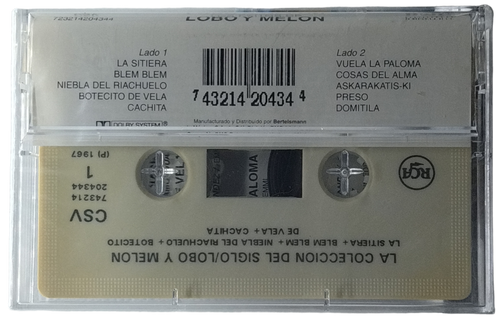 743214204344
LOBO Y MELON
Lado 1
LA SITIERA
BLEM BLEM
NIEBLA DEL RIACHUELO
BOTECITO DE VELA
CACHITA
Lado 2
VUELA LA PALOMA
COSAS DEL ALMA
ASKARAKATIS-KI
PRESO
DOMITILA
7 43214 20434 4
DOLBY SYSTEM
Manufacturado y Distribuido por Bertelsmann
LA COLECCION DEL SIGLO/LOBO Y MELON
LA SITIERA + BLEM BLEM + NIEBLA DEL RIACHUELO + BOTECITO
DE VELA + CACHITA
CSV
743214
204344
1
(P) 1967
RCA
ALOMA